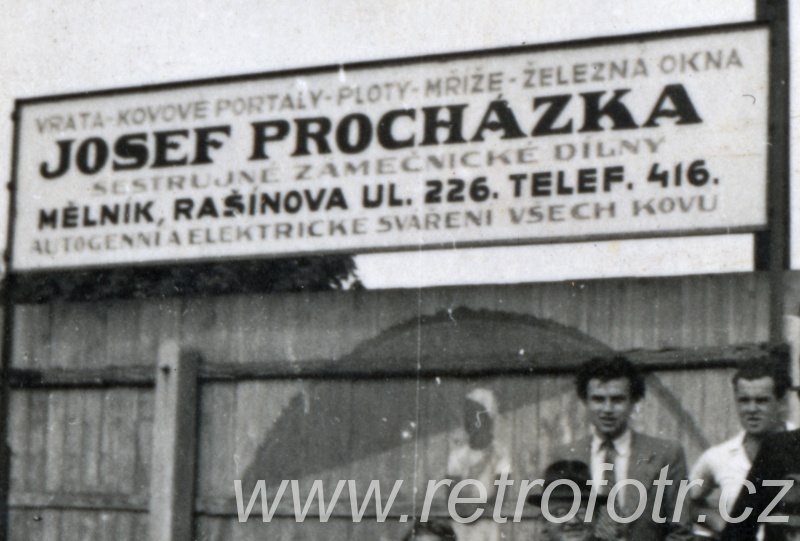 VRATA-KOVOVÉ PORTÁLY-PLOTY-MŘÍŽE-ŽELEZNÁ OKNA
JOSEF PROCHÁZKA
SESTRUJNÉ ZÁMEČNICKÉ DÍLNY
MĚLNÍK, RAŠÍNOVA UL. 226. TELEF. 416.
AUTOGENNÍ A ELEKTRICKÉ SVÁŘENÍ VŠECH KOVŮ
www.retrofotr.cz